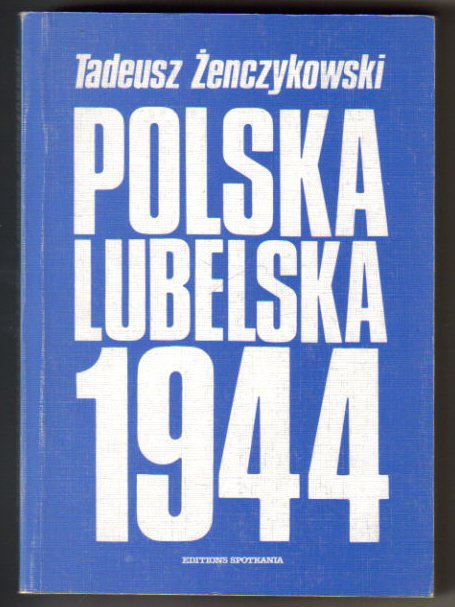 Tadeusz Żenczykowski
POLSKA
LUBELSKA
1944
EDITIONS SPOTKANIA